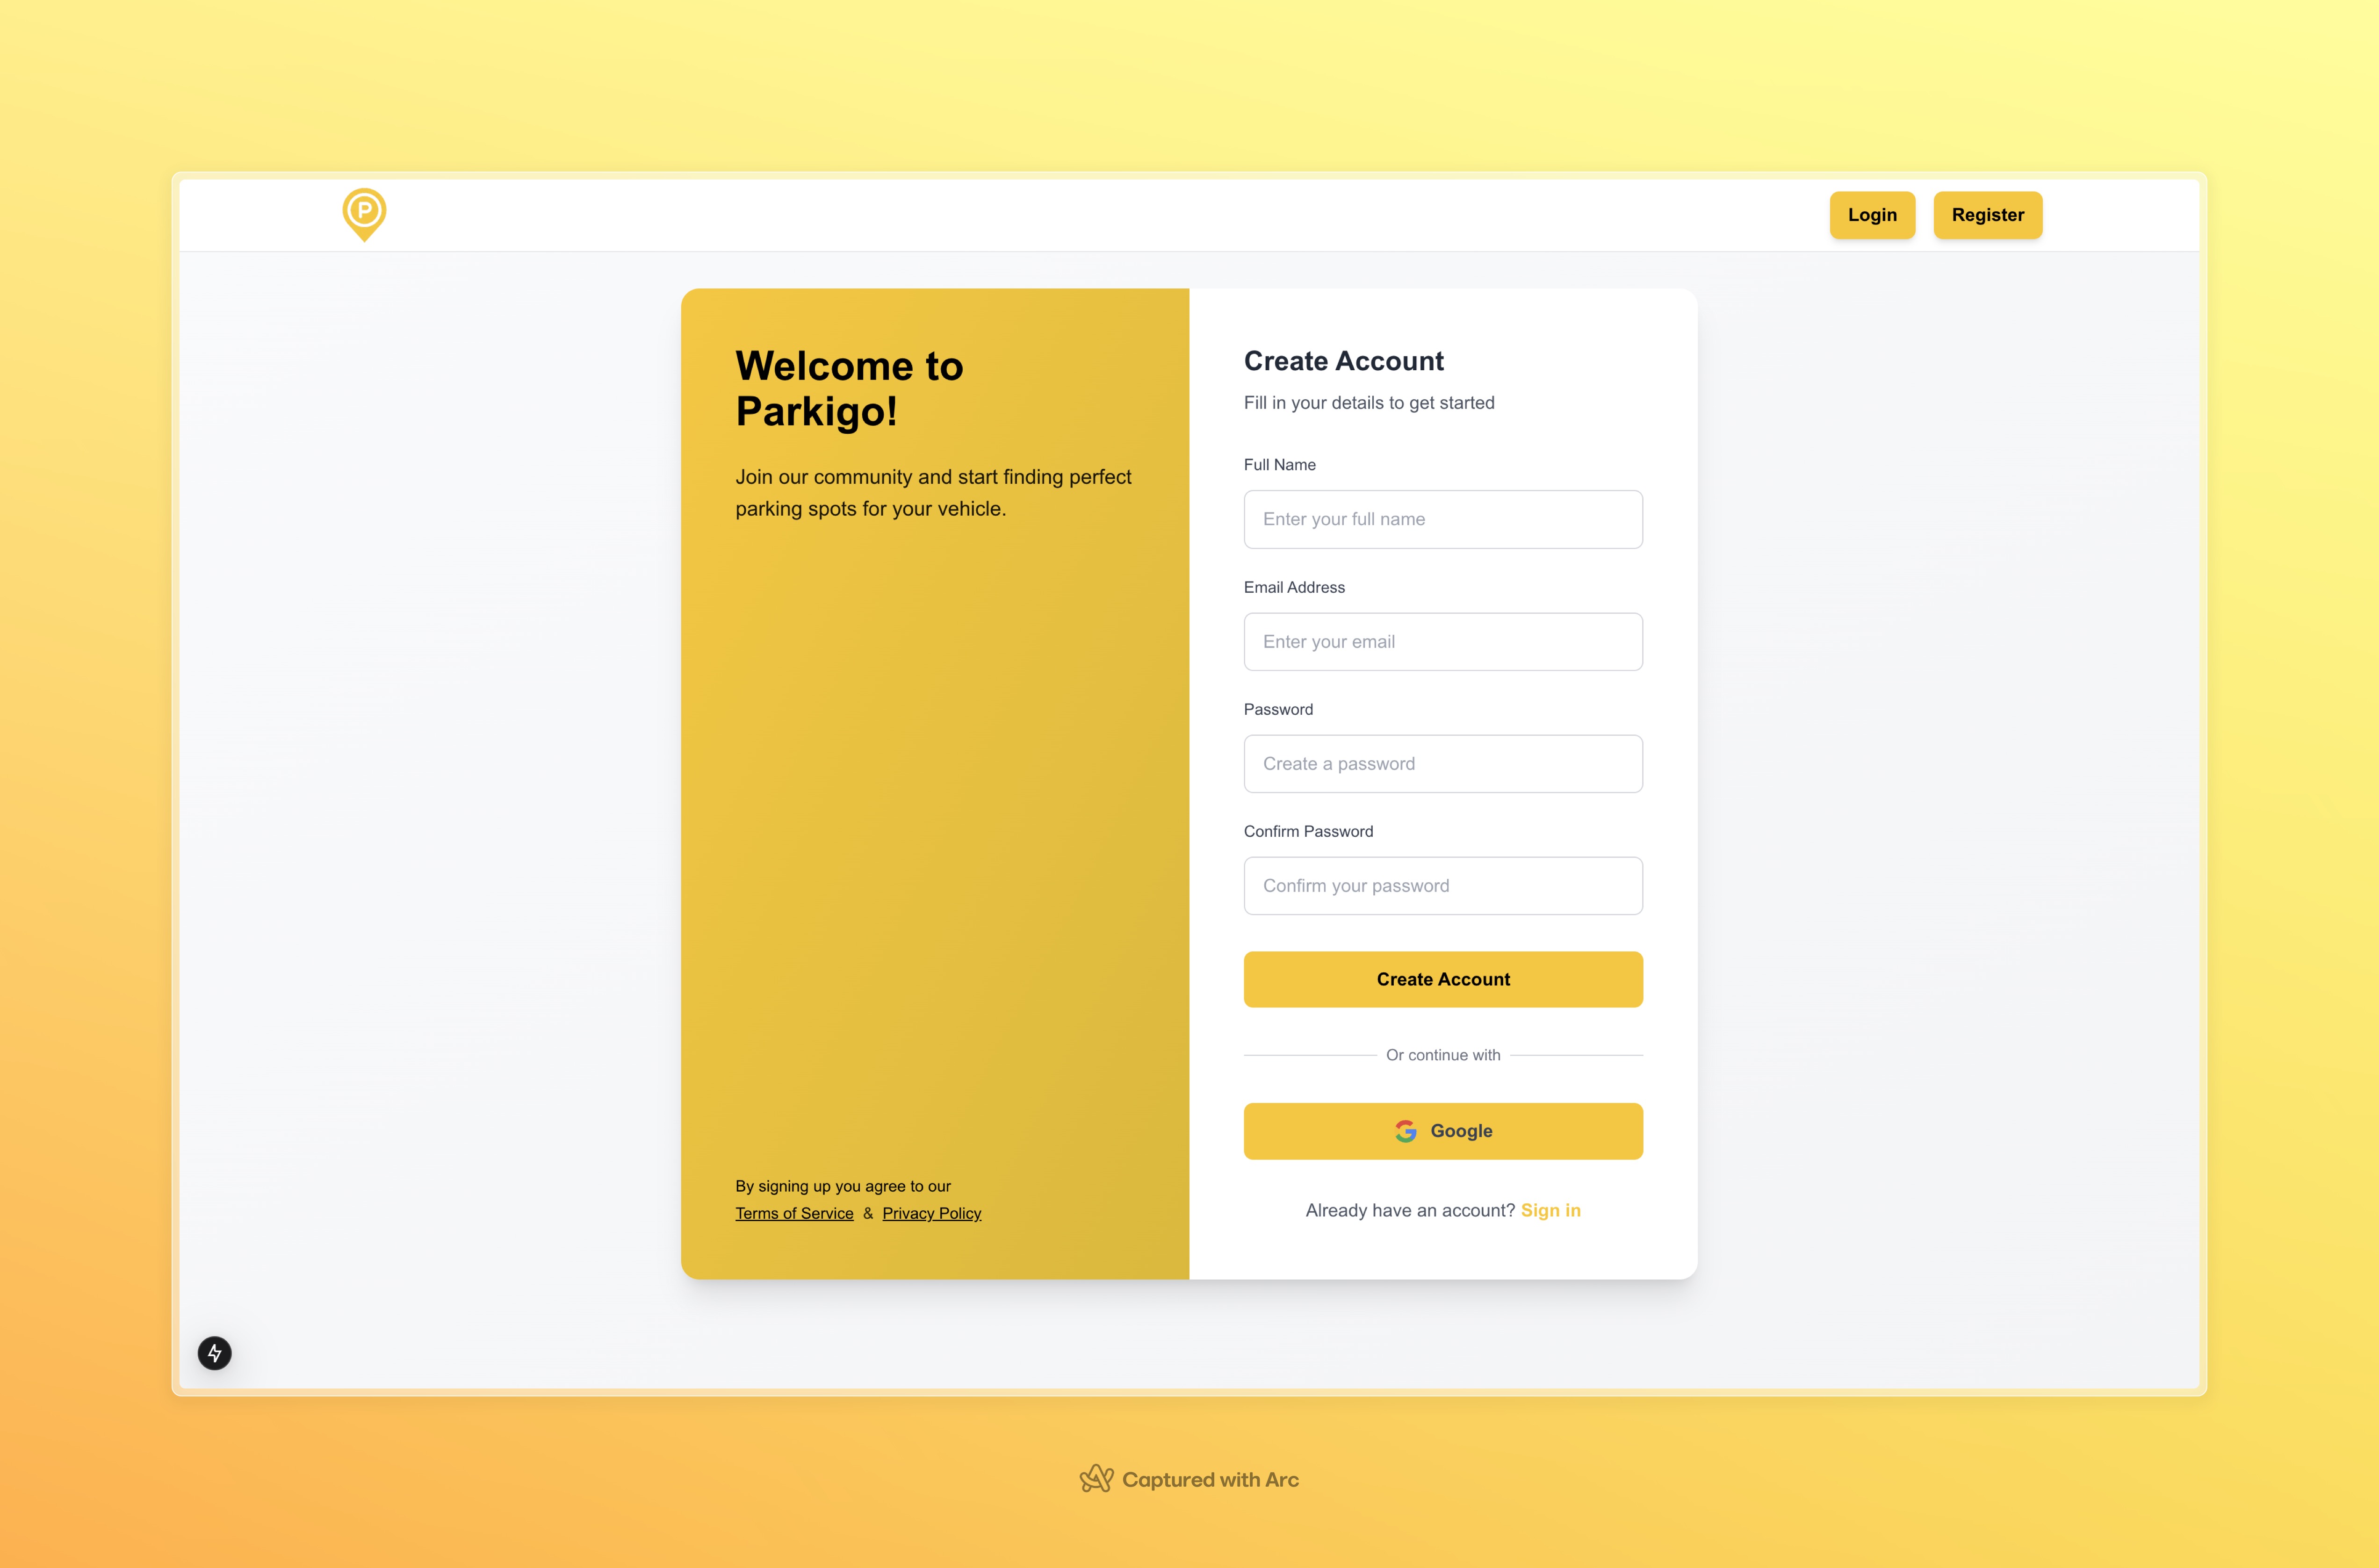 P
Login
Register
Welcome to
Parkigo!
Join our community and start finding perfect
parking spots for your vehicle.
By signing up you agree to our
Terms of Service & Privacy Policy
Create Account
Fill in your details to get started
Full Name
Enter your full name
Email Address
Enter your email
Password
Create a password
Confirm Password
Confirm your password
Create Account
Or continue with
Google
Already have an account? Sign in
Captured with Arc